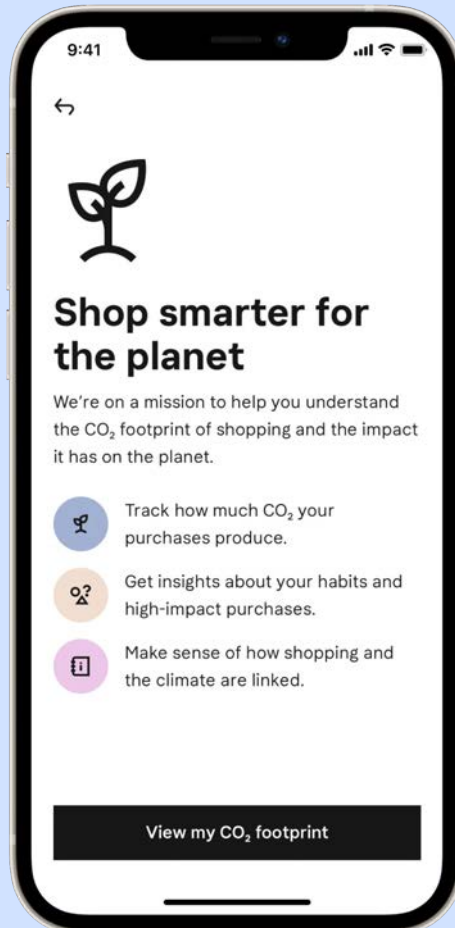 9:41
Shop smarter for
the planet
We're on a mission to help you understand
the CO₂ footprint of shopping and the impact
it has on the planet.
Track how much CO₂ your
purchases produce.
Get insights about your habits and
high-impact purchases.
Make sense of how shopping and
the climate are linked.
View my CO₂ footprint